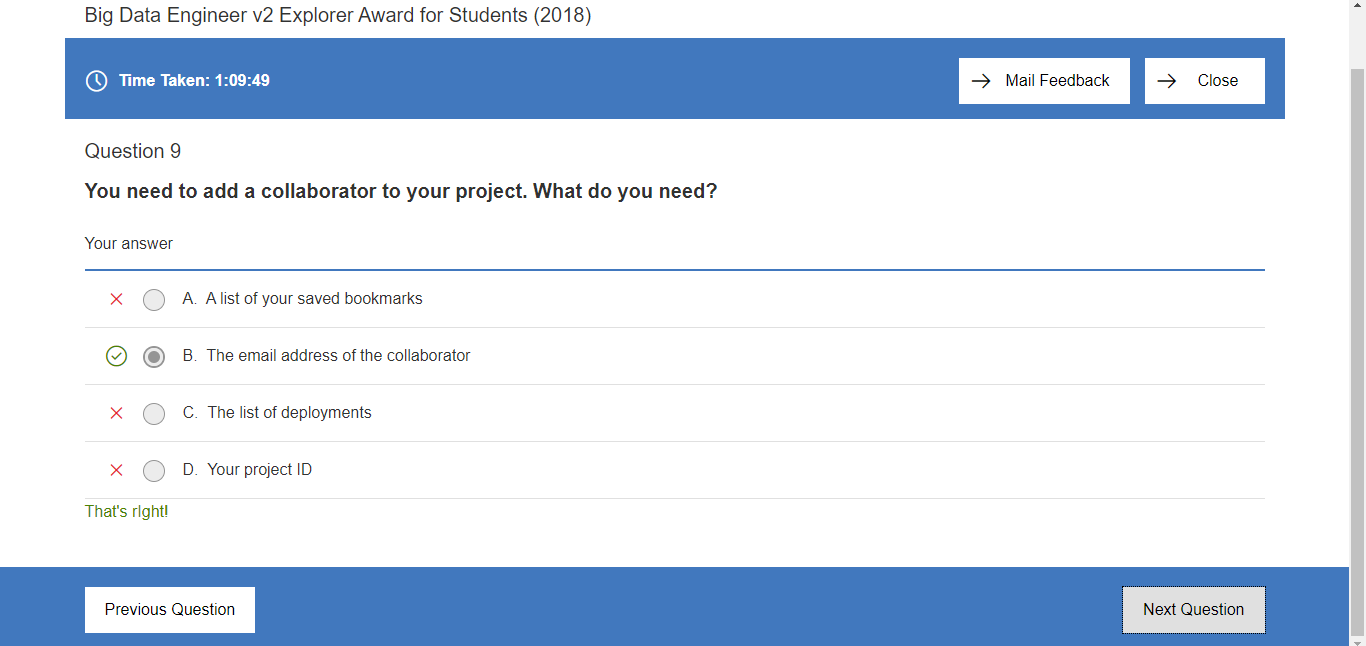 Big Data Engineer v2 Explorer Award for Students (2018)
Time Taken: 1:09:49
Mail Feedback
Close
Question 9
You need to add a collaborator to your project. What do you need?
Your answer
A. A list of your saved bookmarks
B. The email address of the collaborator
C. The list of deployments
D. Your project ID
That's rIght!
Previous Question
Next Question